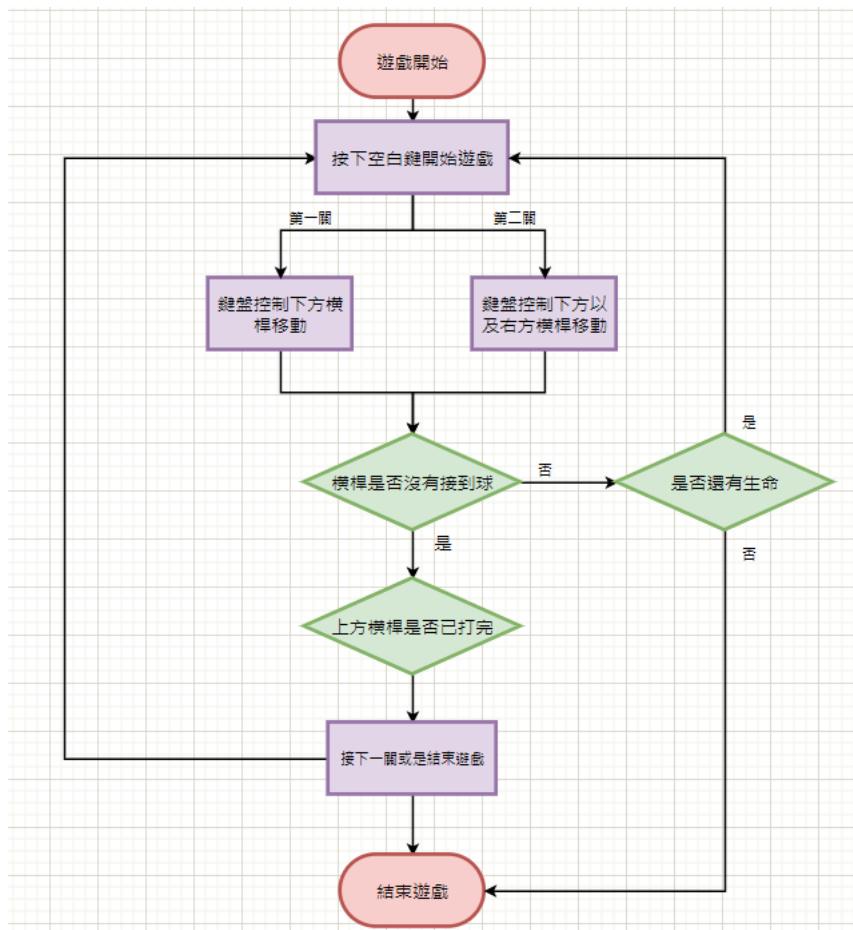 遊戲開始
按下空白鍵開始遊戲
第一關
第二關
鍵盤控制下方橫
桿移動
鍵盤控制下方以
及右方橫桿移動
是
橫桿是否沒有接到球
否
是否還有生命
是
否
上方橫桿是否已打完
接下一關或是結束遊戲
結束遊戲